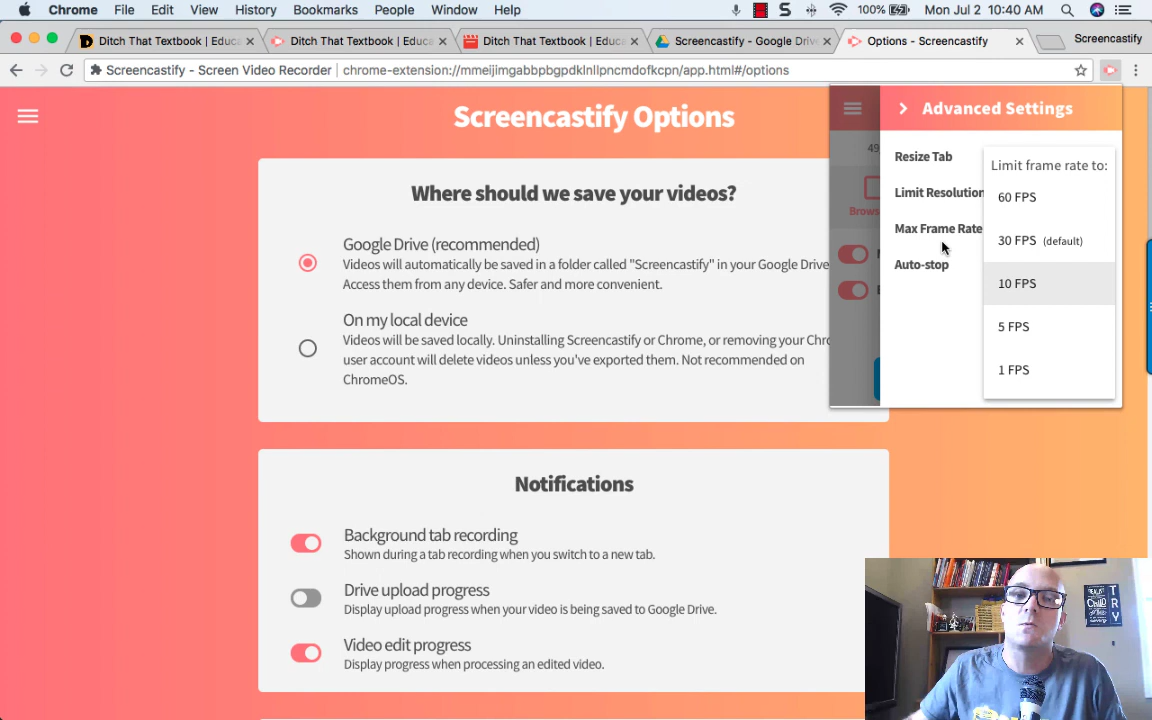 Chrome File Edit View History Bookmarks People Window Help 100% Mon Jul 2 10:40 AM
Ditch That Textbook | Educa
Ditch That Textbook | Educa
Ditch That Textbook | Educa
Screencastify - Google Drive
Options - Screencastify
Screencastify
Screencastify - Screen Video Recorder chrome-extension://mmeijimgabbpbgpdklnllpncmdofkcpn/app.html#/options
Screencastify Options
Where should we save your videos?
Google Drive (recommended)
Videos will automatically be saved in a folder called "Screencastify" in your Google Drive
Access them from any device. Safer and more convenient.
On my local device
Videos will be saved locally. Uninstalling Screencastify or Chrome, or removing your Chro
user account will delete videos unless you've exported them. Not recommended on
ChromeOS.
Notifications
Background tab recording
Shown during a tab recording when you switch to a new tab.
Drive upload progress
Display upload progress when your video is being saved to Google Drive.
Video edit progress
Display progress when processing an edited video.
Advanced Settings
49
Brows
Resize Tab
Limit Resolution
Max Frame Rate
Auto-stop
Limit frame rate to:
60 FPS
30 FPS (default)
10 FPS
5 FPS
1 FPS
TRY